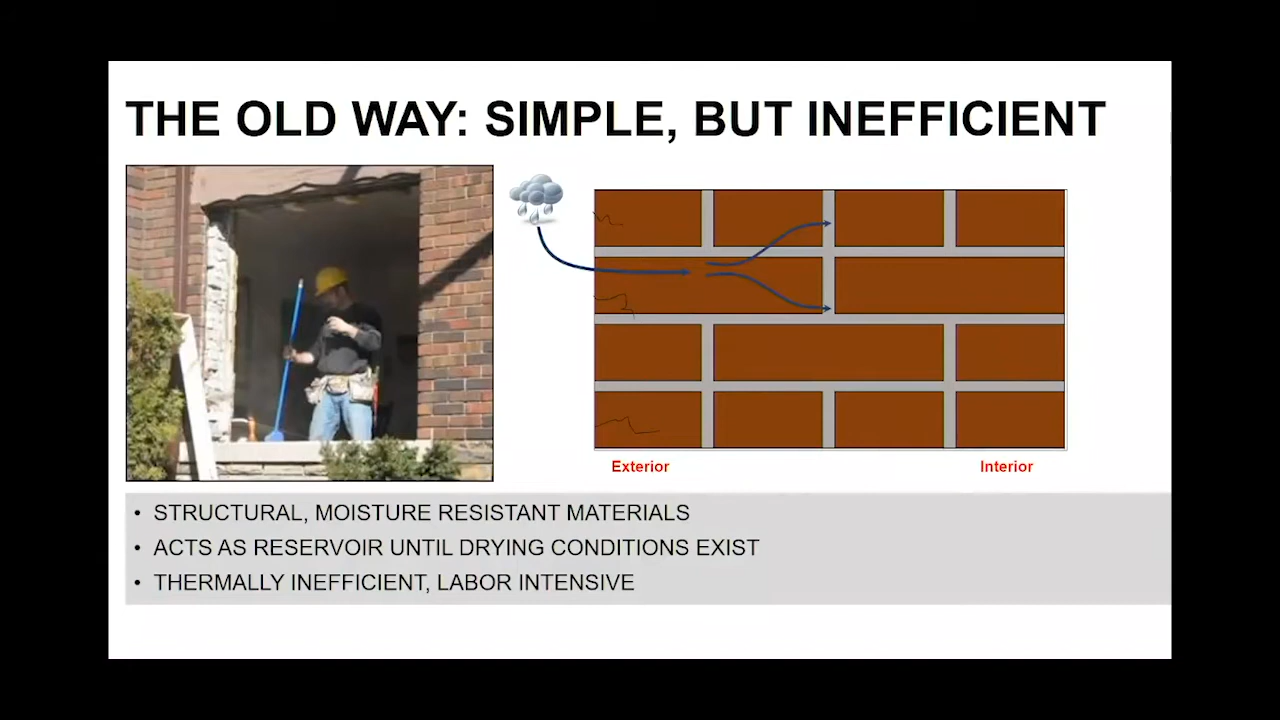 THE OLD WAY: SIMPLE, BUT INEFFICIENT
Exterior
Interior
• STRUCTURAL, MOISTURE RESISTANT MATERIALS
• ACTS AS RESERVOIR UNTIL DRYING CONDITIONS EXIST
• THERMALLY INEFFICIENT, LABOR INTENSIVE